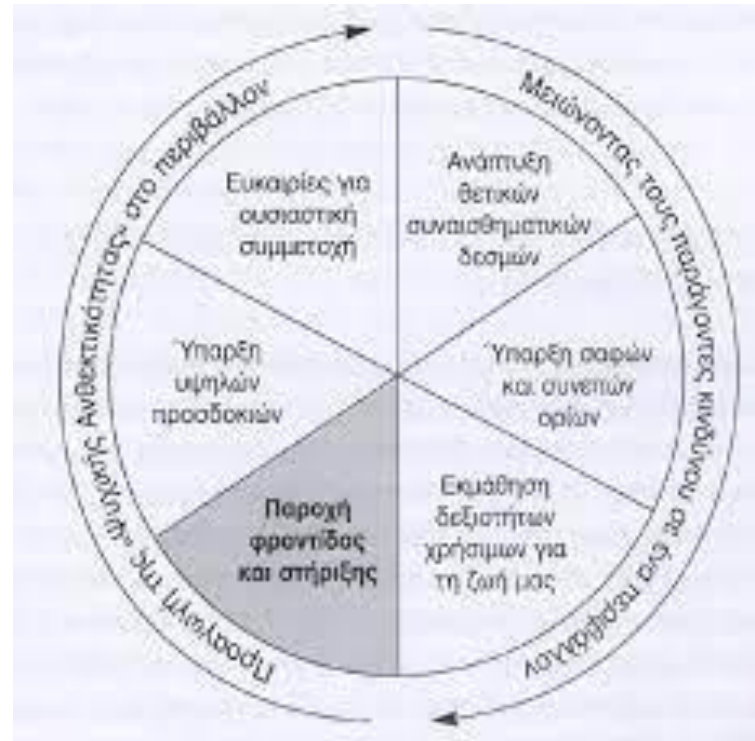 Μειώνοντας τους παράγοντες κινδύνου σε ένα περιβάλλον
Προαγωγή της «Ψυχικής Ανθεκτικότητας» στο περιβάλλον
Ανάπτυξη
θετικών
συναισθηματικών
δεσμών
Ύπαρξη σαφών
και συνεπών
ορίων
Εκμάθηση
δεξιοτήτων
χρήσιμων για
τη ζωή μας
Παροχή
φροντίδας
και στήριξης
Ύπαρξη
υψηλών
προσδοκιών
Ευκαιρίες για
ουσιαστική
συμμετοχή